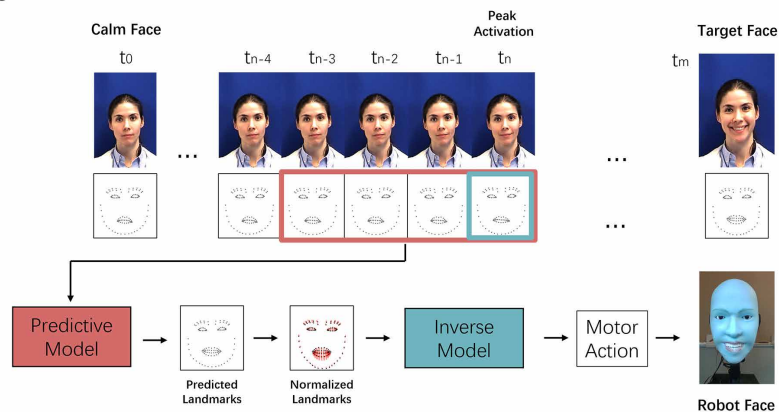 Calm Face
Peak
Activation
Target Face
t0
tn-4
tn-3
tn-2
tn-1
tn
tm
...
...
...
Predictive
Model
Predicted
Landmarks
Normalized
Landmarks
Inverse
Model
Motor
Action
Robot Face